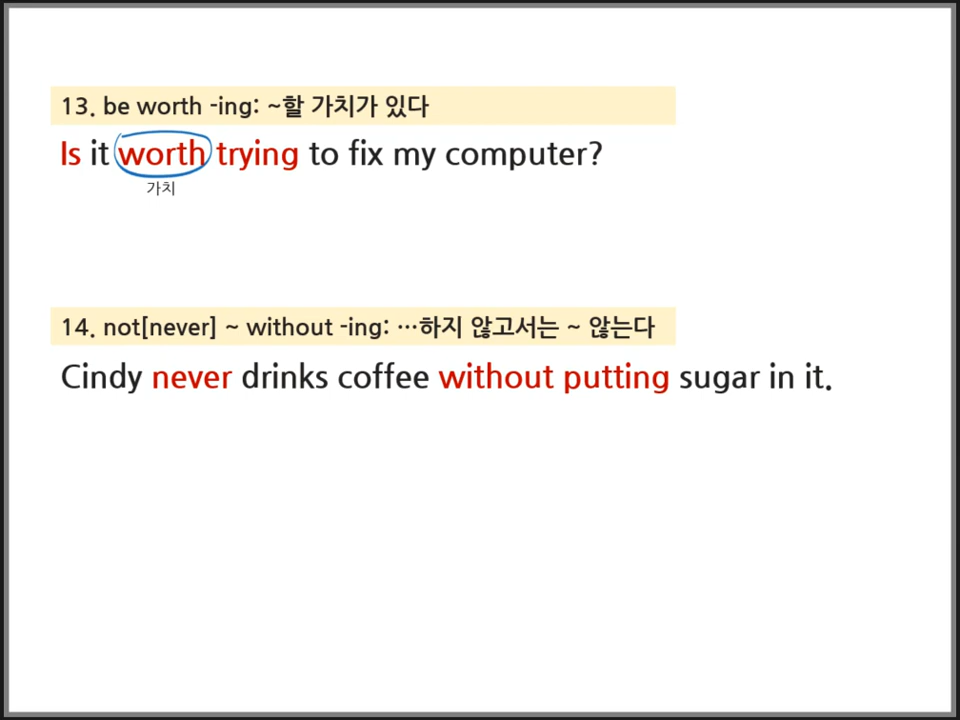 13. be worth -ing: ~할 가치가 있다
Is it worth trying to fix my computer?
가치
14. not[never] ~ without -ing: …하지 않고서는 ~ 않는다
Cindy never drinks coffee without putting sugar in it.